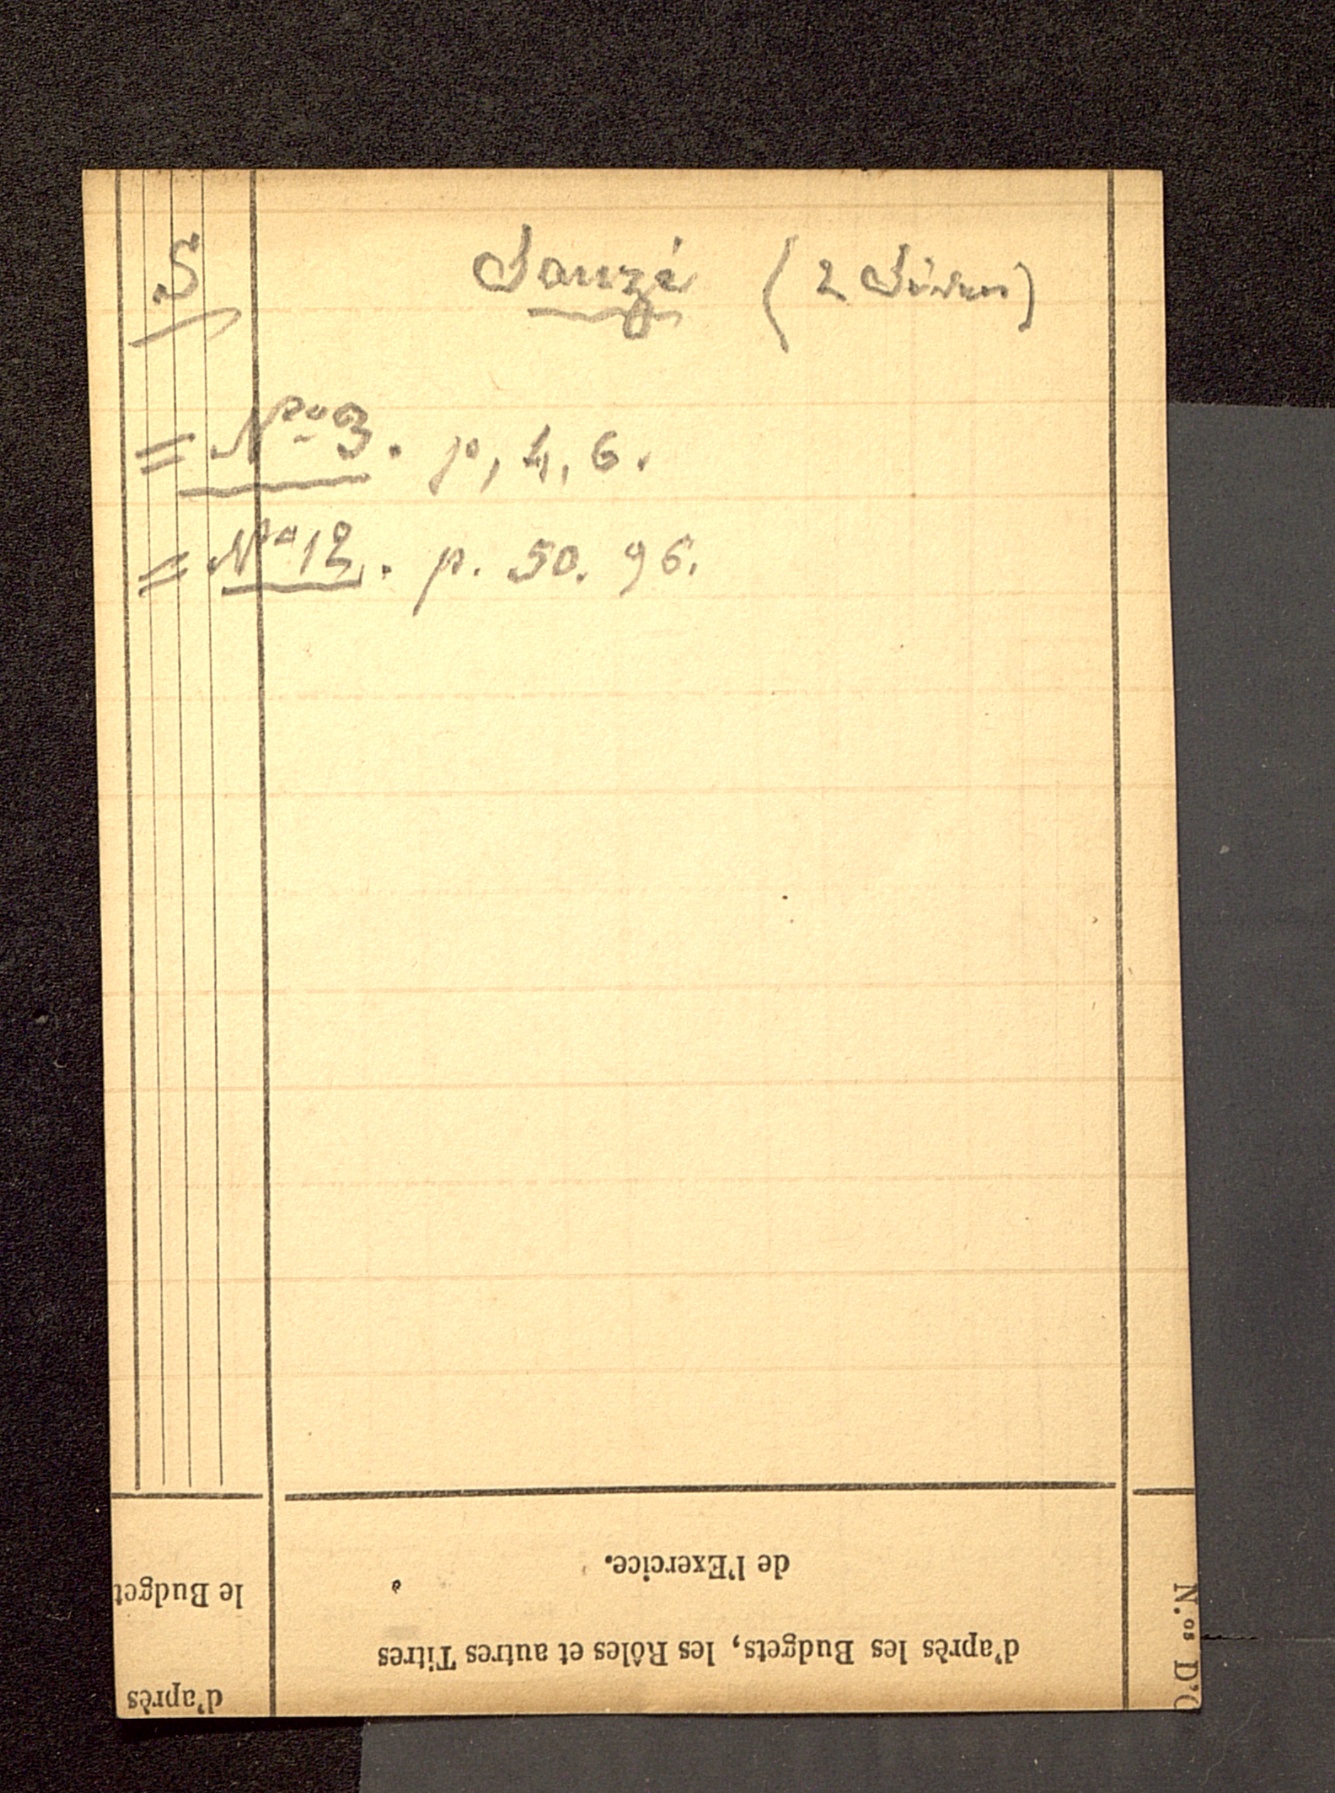 S Sauzé (2 Sèvres)
= N° 3. p, 4, 6.
= N° 12. p. 50. 96.
d'après les Budgets, les Rôles et autres Titres
de l'Exercice.
d'après
le Budget
N.os D'